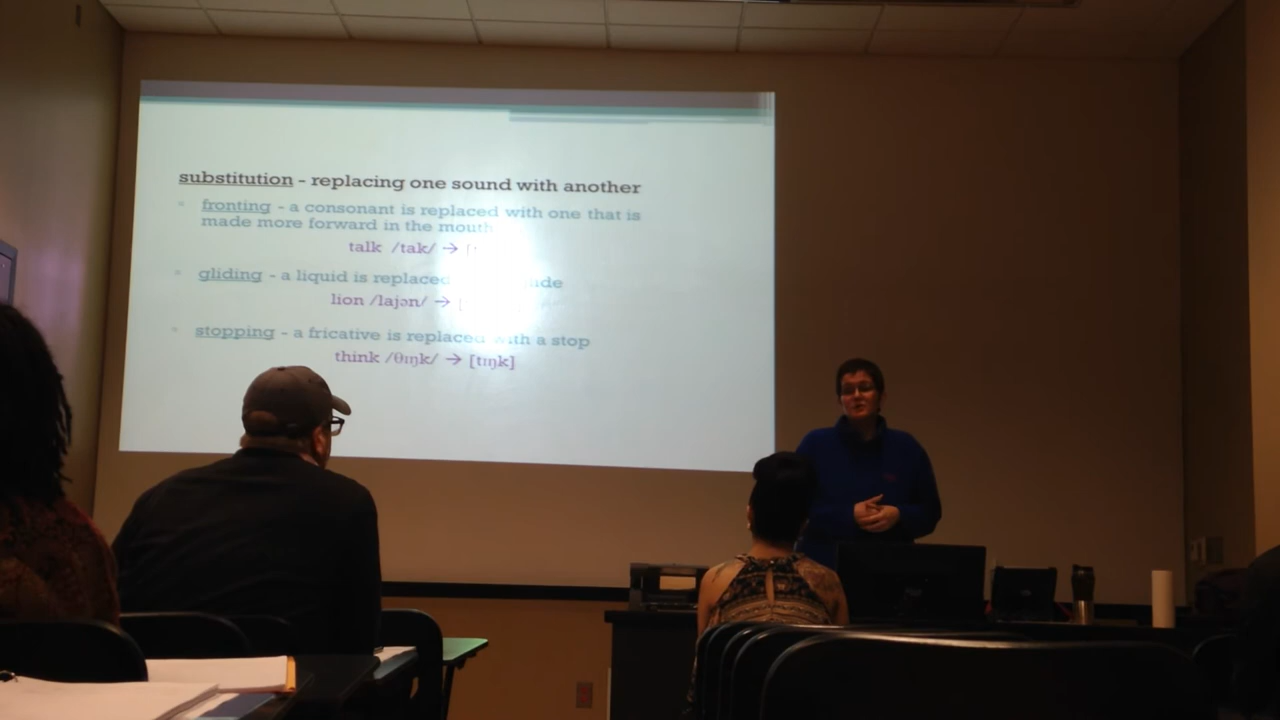 substitution - replacing one sound with another
fronting - a consonant is replaced with one that is
made more forward in the mouth
talk /tak/ → [
gliding - a liquid is replaced
lion /lajən/ → [
stopping - a fricative is replaced with a stop
think /θɪŋk/ → [tɪŋk]